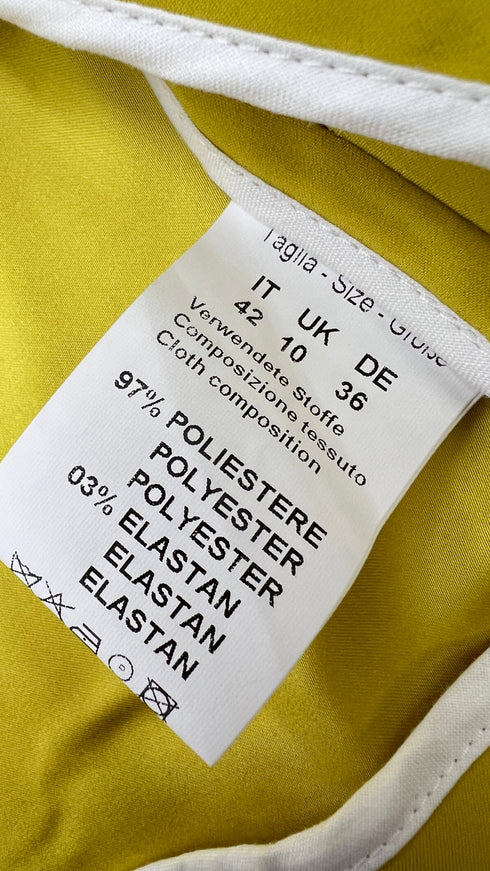 Taglia - Size - Größe
IT UK DE
42 10 36
Verwendete Stoffe
Composizione tessuto
Cloth composition
97% POLIESTERE
POLYESTER
POLYESTER
03% ELASTAN
ELASTAN
ELASTAN